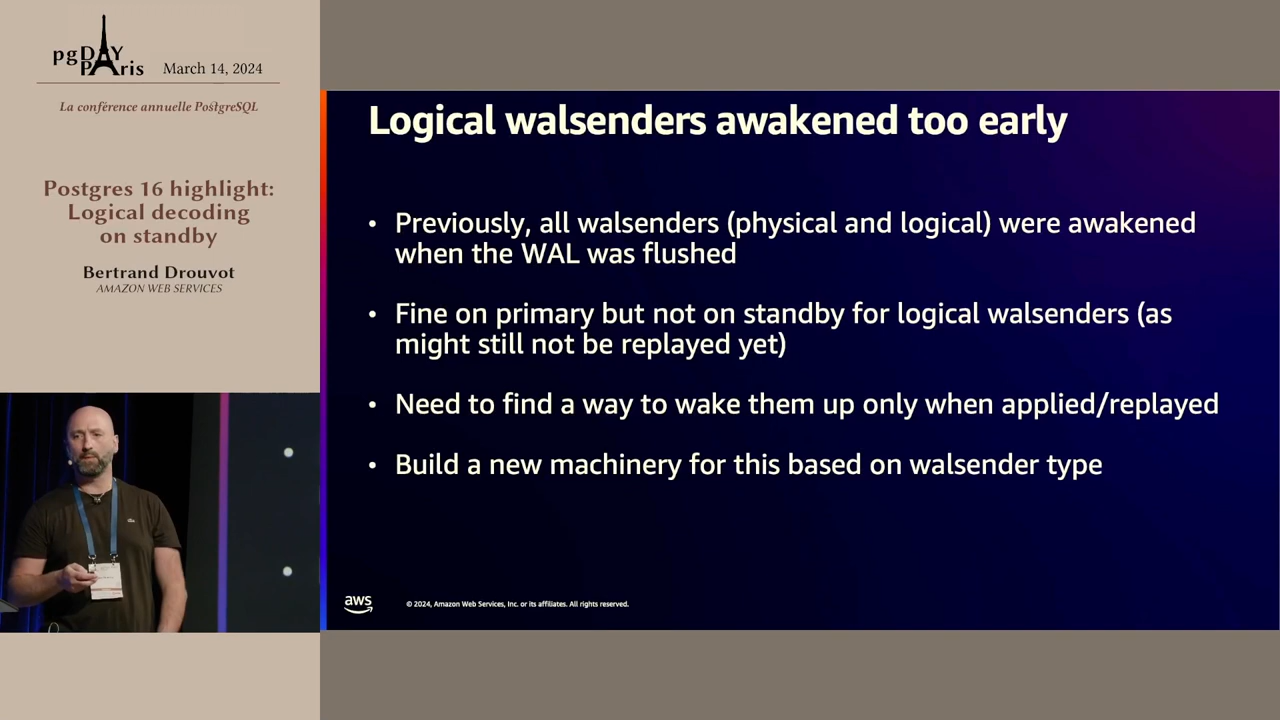 pgDAY
PAris
March 14, 2024
La conférence annuelle PostgreSQL
Postgres 16 highlight:
Logical decoding
on standby
Bertrand Drouvot
AMAZON WEB SERVICES
Logical walsenders awakened too early
• Previously, all walsenders (physical and logical) were awakened
when the WAL was flushed
• Fine on primary but not on standby for logical walsenders (as
might still not be replayed yet)
• Need to find a way to wake them up only when applied/replayed
• Build a new machinery for this based on walsender type
aws
© 2024, Amazon Web Services, Inc. or its affiliates. All rights reserved.